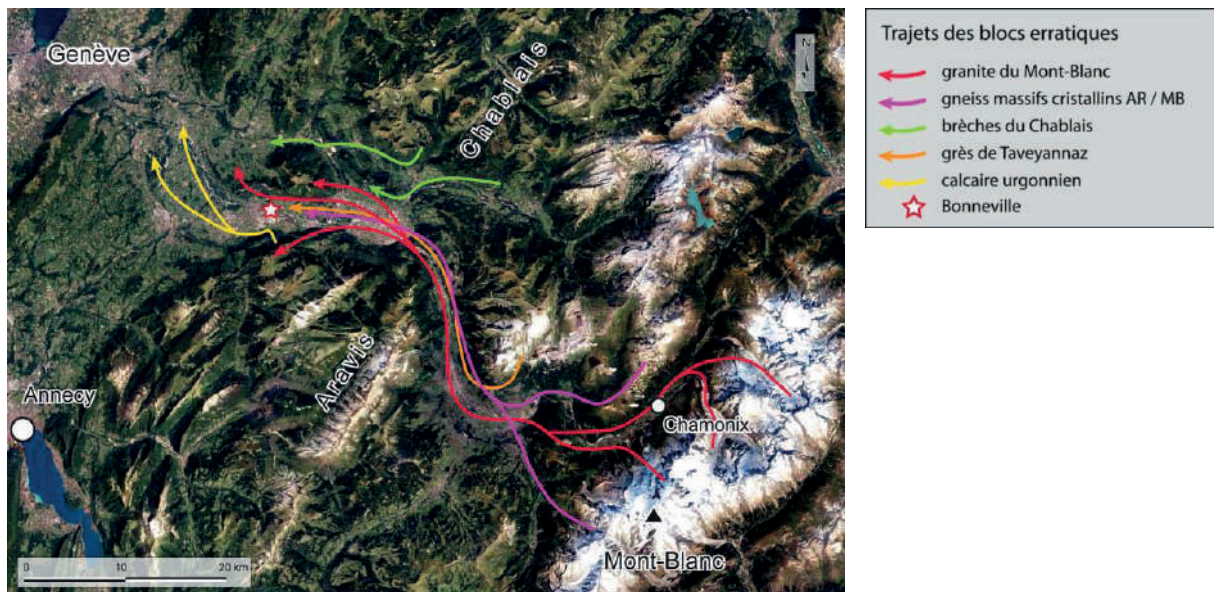 Genève
Chablais
N
Aravis
Annecy
Chamonix
Mont-Blanc
0 10 20 km
Trajets des blocs erratiques
granite du Mont-Blanc
gneiss massifs cristallins AR / MB
brèches du Chablais
grès de Taveyannaz
calcaire urgonnien
Bonneville